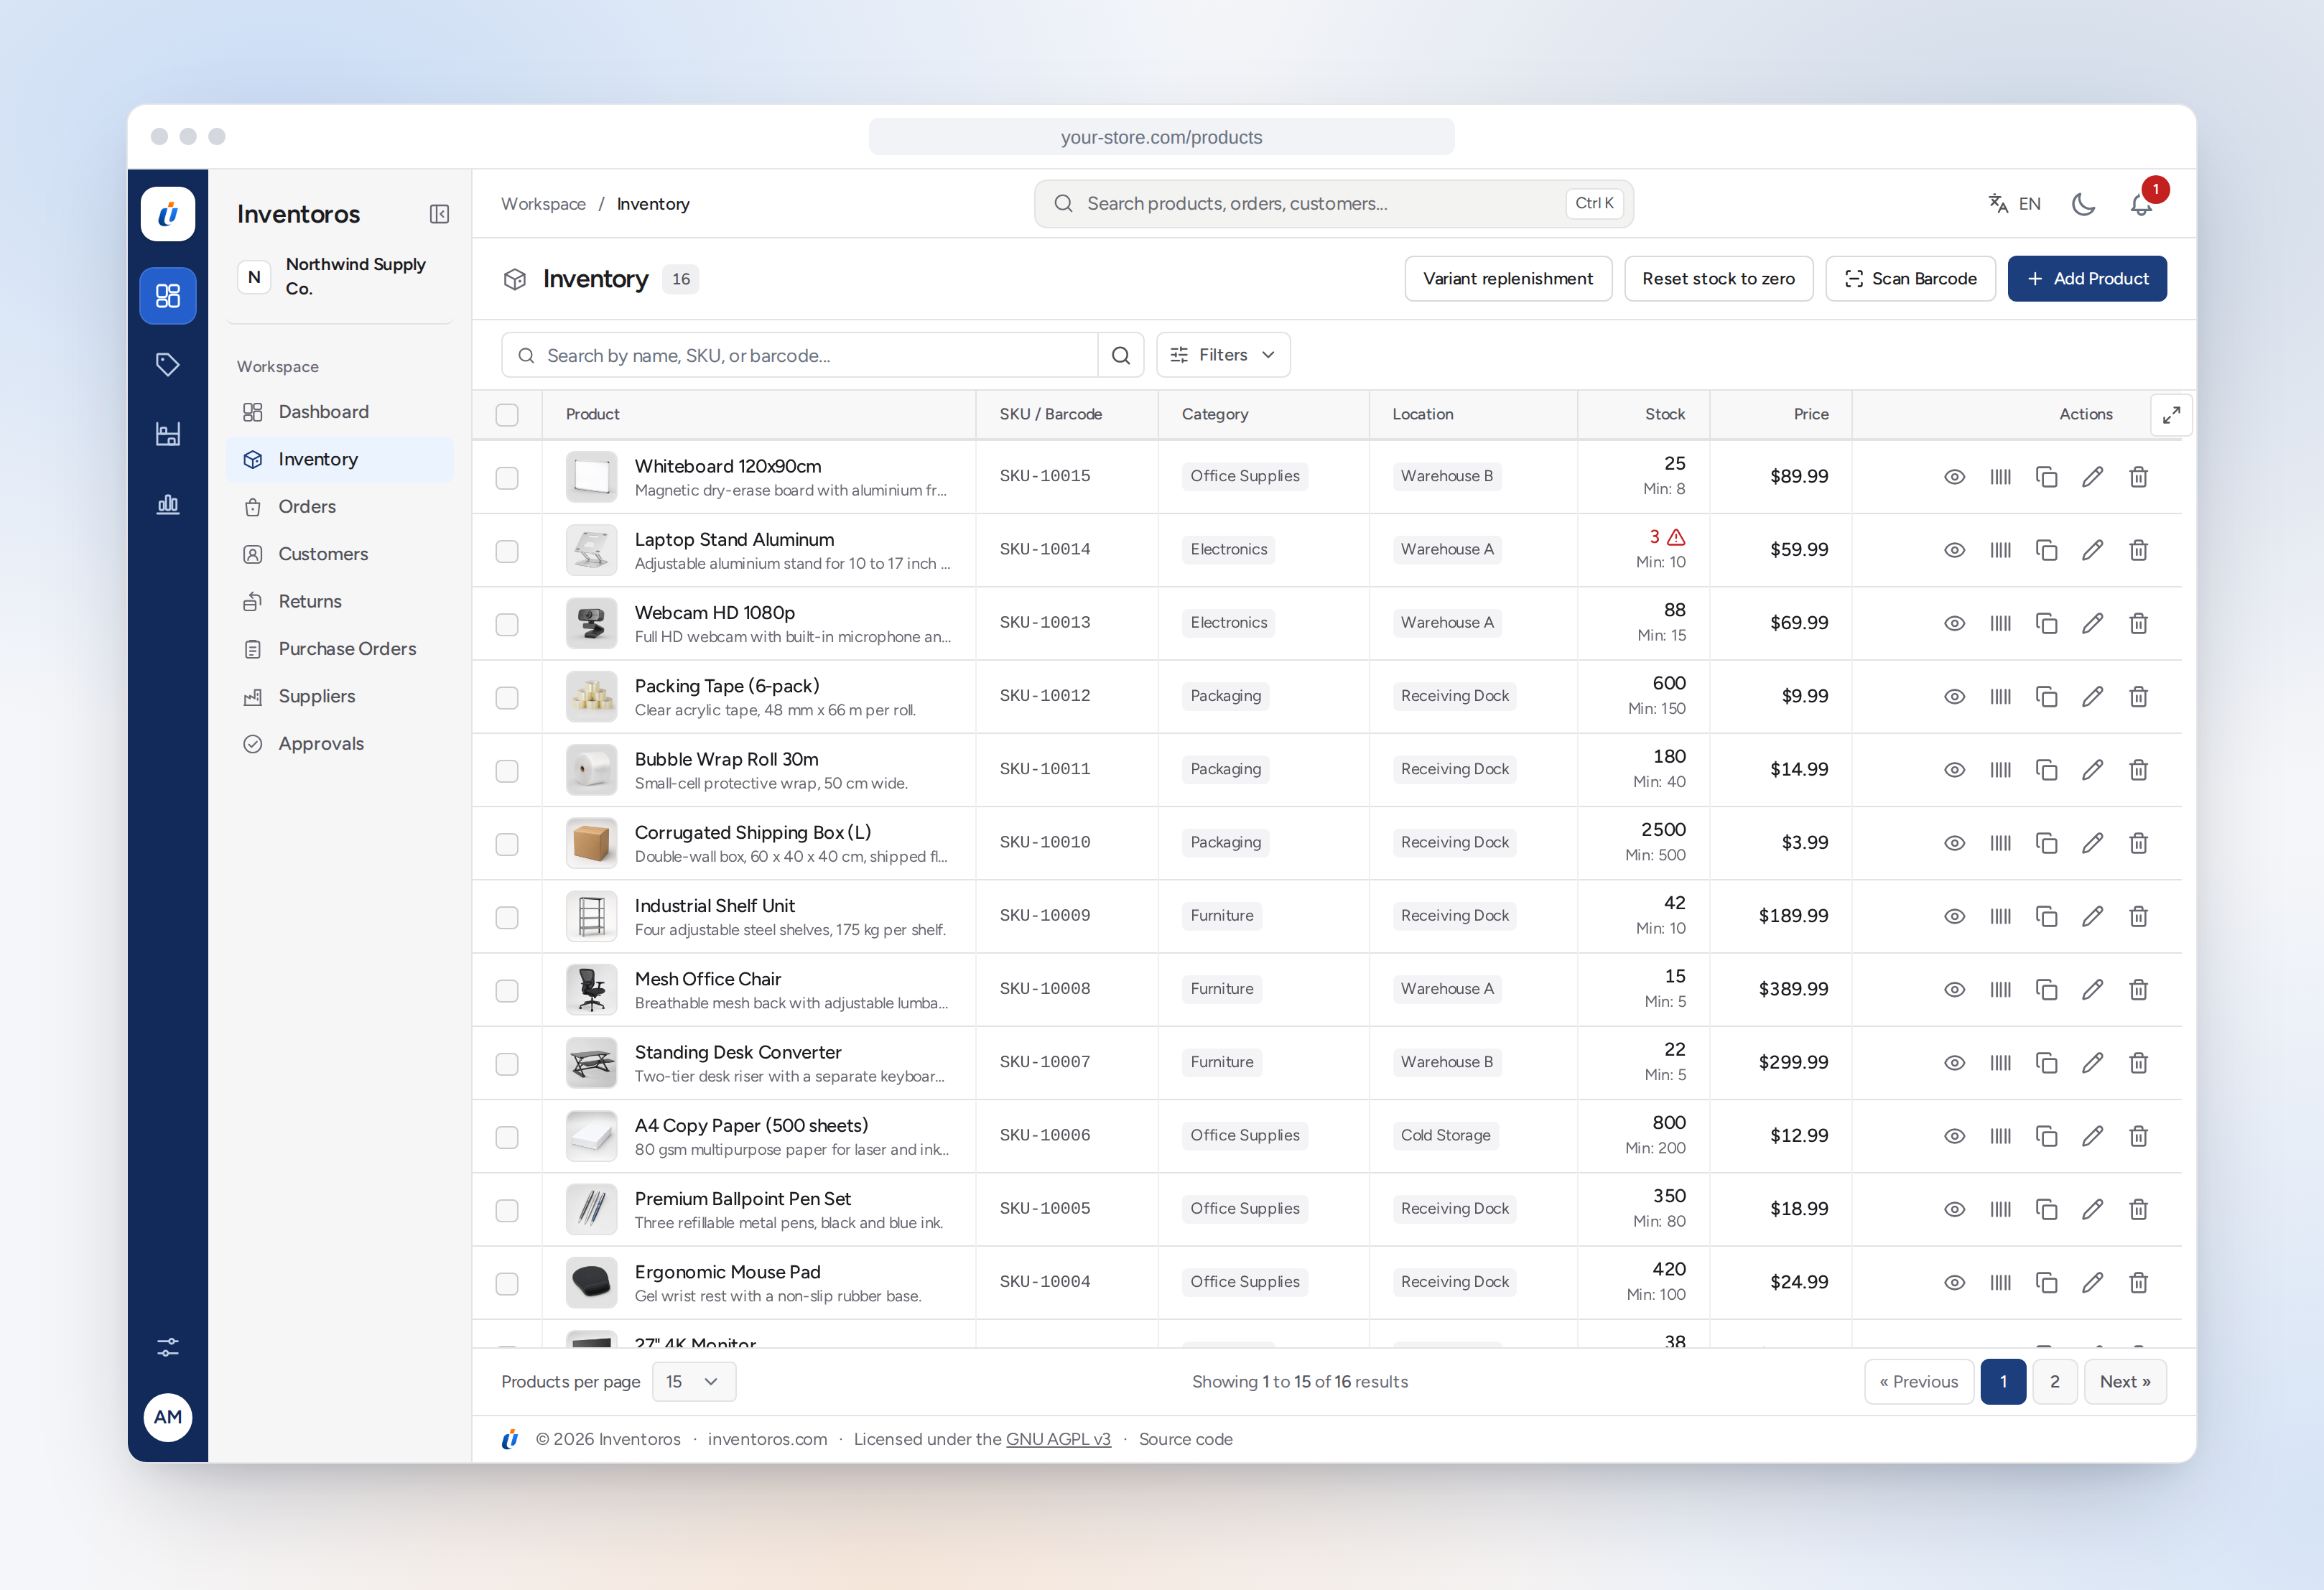 your-store.com/products
Inventoros
N
Northwind Supply
Co.
Workspace
Dashboard
Inventory
Orders
Customers
Returns
Purchase Orders
Suppliers
Approvals
AM
Workspace / Inventory
Search products, orders, customers...
Ctrl K
EN
1
Inventory 16
Variant replenishment
Reset stock to zero
Scan Barcode
Add Product
Search by name, SKU, or barcode...
Filters
Product SKU / Barcode Category Location Stock Price Actions
Whiteboard 120x90cm
Magnetic dry-erase board with aluminium fr...
SKU-10015 Office Supplies Warehouse B 25 $89.99
Min: 8
Laptop Stand Aluminum
Adjustable aluminium stand for 10 to 17 inch ...
SKU-10014 Electronics Warehouse A 3 $59.99
Min: 10
Webcam HD 1080p
Full HD webcam with built-in microphone an...
SKU-10013 Electronics Warehouse A 88 $69.99
Min: 15
Packing Tape (6-pack)
Clear acrylic tape, 48 mm x 66 m per roll.
SKU-10012 Packaging Receiving Dock 600 $9.99
Min: 150
Bubble Wrap Roll 30m
Small-cell protective wrap, 50 cm wide.
SKU-10011 Packaging Receiving Dock 180 $14.99
Min: 40
Corrugated Shipping Box (L)
Double-wall box, 60 x 40 x 40 cm, shipped fl...
SKU-10010 Packaging Receiving Dock 2500 $3.99
Min: 500
Industrial Shelf Unit
Four adjustable steel shelves, 175 kg per shelf.
SKU-10009 Furniture Receiving Dock 42 $189.99
Min: 10
Mesh Office Chair
Breathable mesh back with adjustable lumba...
SKU-10008 Furniture Warehouse A 15 $389.99
Min: 5
Standing Desk Converter
Two-tier desk riser with a separate keyboar...
SKU-10007 Furniture Warehouse B 22 $299.99
Min: 5
A4 Copy Paper (500 sheets)
80 gsm multipurpose paper for laser and ink...
SKU-10006 Office Supplies Cold Storage 800 $12.99
Min: 200
Premium Ballpoint Pen Set
Three refillable metal pens, black and blue ink.
SKU-10005 Office Supplies Receiving Dock 350 $18.99
Min: 80
Ergonomic Mouse Pad
Gel wrist rest with a non-slip rubber base.
SKU-10004 Office Supplies Receiving Dock 420 $24.99
Min: 100
27" 4K Monitor 38
Products per page 15
Showing 1 to 15 of 16 results
« Previous 1 2 Next »
© 2026 Inventoros · inventoros.com · Licensed under the GNU AGPL v3 · Source code